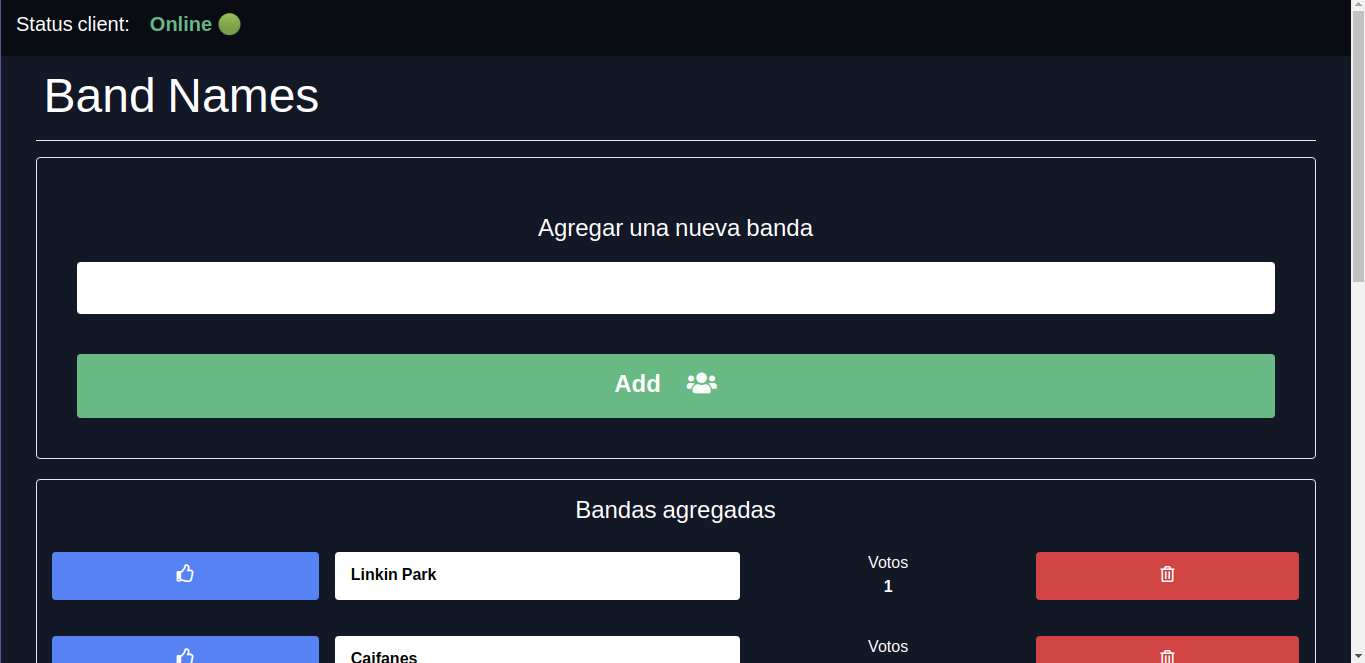 Status client: Online
Band Names
Agregar una nueva banda
Add
Bandas agregadas
Linkin Park
Votos
1
Caifanes
Votos